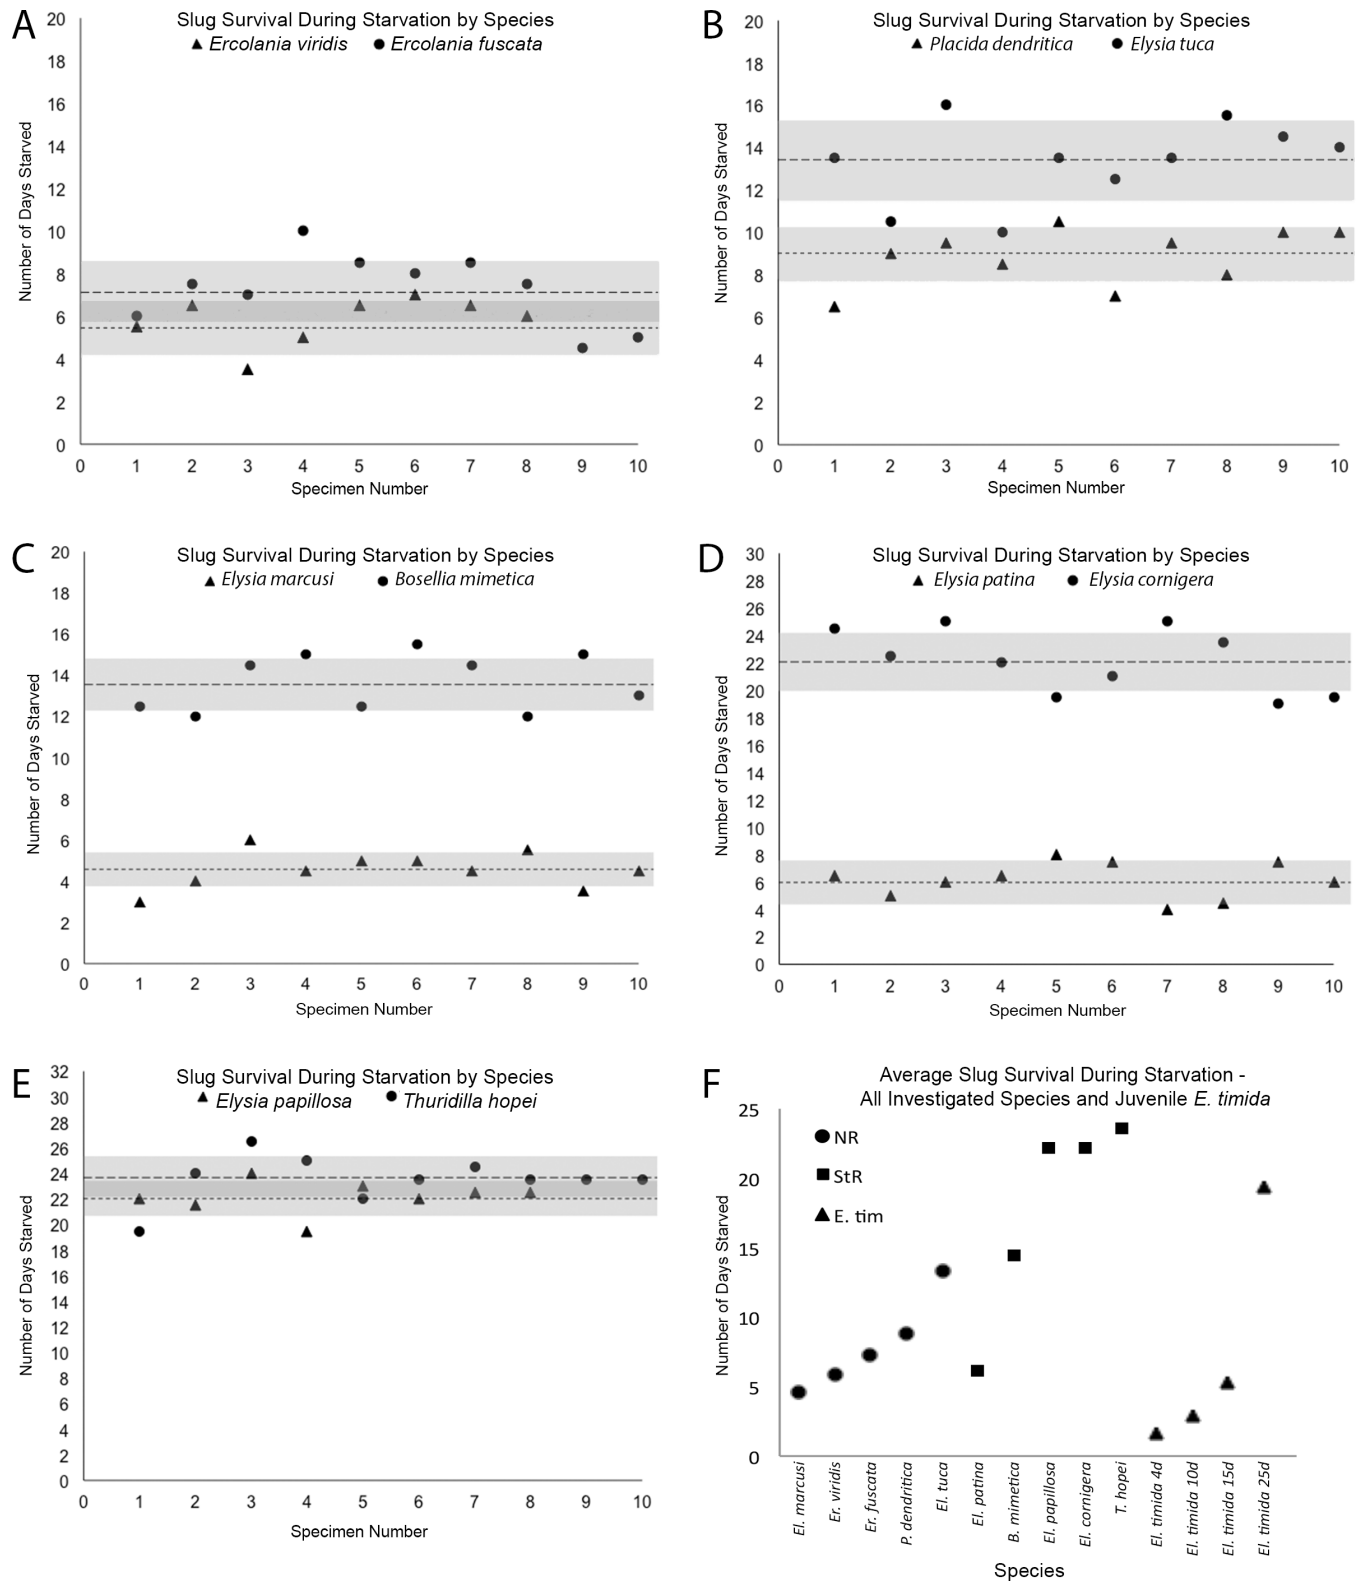 A
Slug Survival During Starvation by Species
▲ Ercolania viridis ● Ercolania fuscata
Number of Days Starved
20
18
16
14
12
10
8
6
4
2
0
0 1 2 3 4 5 6 7 8 9 10
Specimen Number
B
Slug Survival During Starvation by Species
▲ Placida dendritica ● Elysia tuca
Number of Days Starved
20
18
16
14
12
10
8
6
4
2
0
0 1 2 3 4 5 6 7 8 9 10
Specimen Number
C
Slug Survival During Starvation by Species
▲ Elysia marcusi ● Bosellia mimetica
Number of Days Starved
20
18
16
14
12
10
8
6
4
2
0
0 1 2 3 4 5 6 7 8 9 10
Specimen Number
D
Slug Survival During Starvation by Species
▲ Elysia patina ● Elysia cornigera
Number of Days Starved
30
28
26
24
22
20
18
16
14
12
10
8
6
4
2
0
0 1 2 3 4 5 6 7 8 9 10
Specimen Number
E
Slug Survival During Starvation by Species
▲ Elysia papillosa ● Thuridilla hopei
Number of Days Starved
32
30
28
26
24
22
20
18
16
14
12
10
8
6
4
2
0
0 1 2 3 4 5 6 7 8 9 10
Specimen Number
F
Average Slug Survival During Starvation -
All Investigated Species and Juvenile E. timida
NR
StR
E. tim
Number of Days Starved
25
20
15
10
5
0
El. marcusi
Er. viridis
Er. fuscata
P. dendritica
El. tuca
El. patina
B. mimetica
El. papillosa
El. cornigera
T. hopei
El. timida 4d
El. timida 10d
El. timida 15d
El. timida 25d
Species